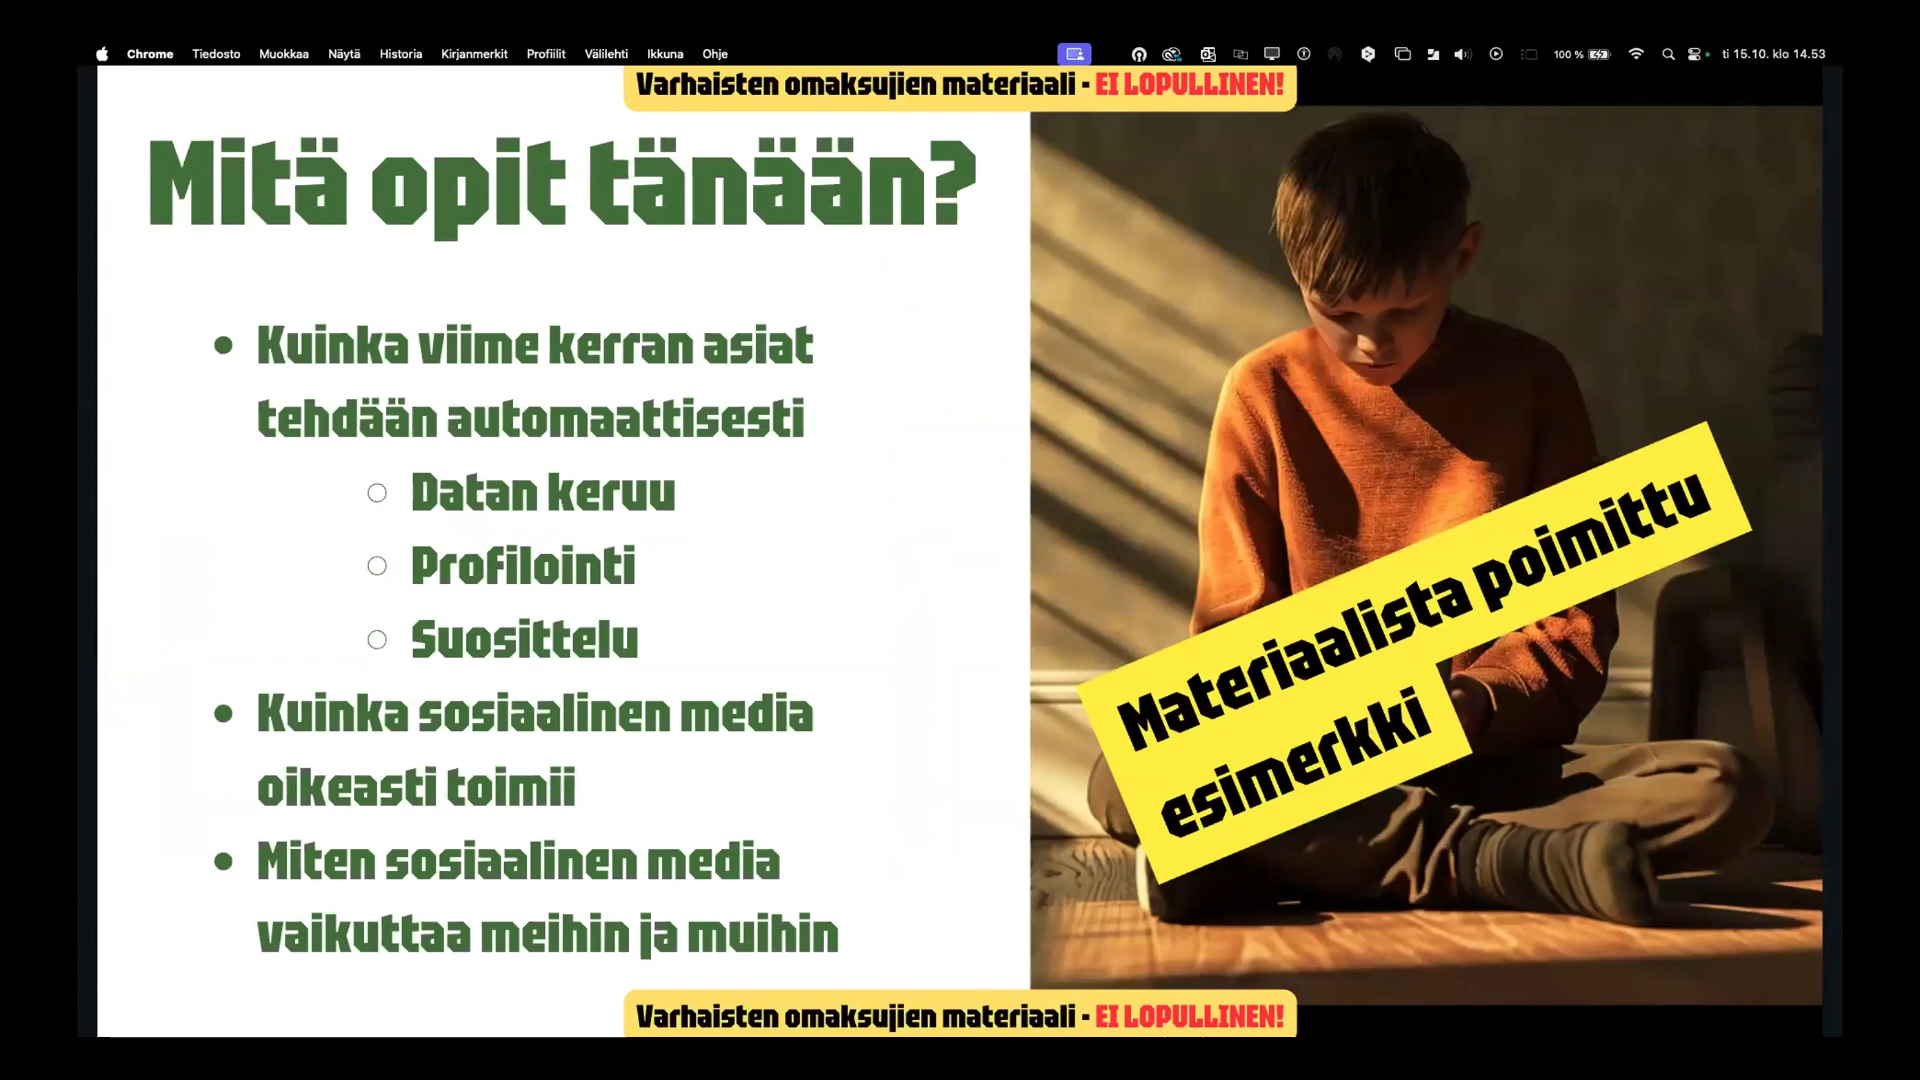 Chrome Tiedosto Muokkaa Näytä Historia Kirjanmerkit Profiilit Välilehti Ikkuna Ohje 100 % ti 15.10. klo 14.53
Varhaisten omaksujien materiaali - EI LOPULLINEN!
Mitä opit tänään?
• Kuinka viime kerran asiat
tehdään automaattisesti
○ Datan keruu
○ Profilointi
○ Suosittelu
• Kuinka sosiaalinen media
oikeasti toimii
• Miten sosiaalinen media
vaikuttaa meihin ja muihin
Materiaalista poimittu
esimerkki
Varhaisten omaksujien materiaali - EI LOPULLINEN!